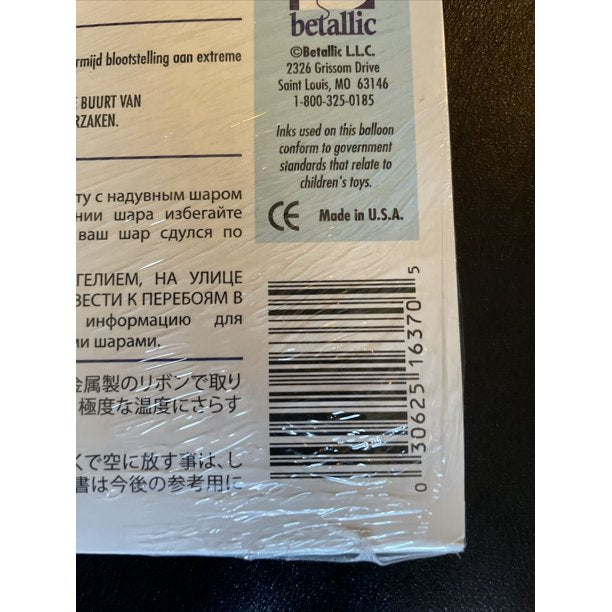 betallic
©Betallic L.L.C.
2326 Grissom Drive
Saint Louis, MO 63146
1-800-325-0185
Inks used on this balloon
conform to government
standards that relate to
children's toys.
CE Made in U.S.A.
rmijd blootstelling aan extreme
BUURT VAN
RZAKEN.
ту с надувным шаром
нии шара избегайте
ваш шар сдулся по
ГЕЛИЕМ, НА УЛИЦЕ
ВЕСТИ К ПЕРЕБОЯМ В
информацию для
ми шарами.
金属製のリボンで取り
極度な温度にさらす
くで空に放す事は、し
書は今後の参考用に
0 30625 16370 5